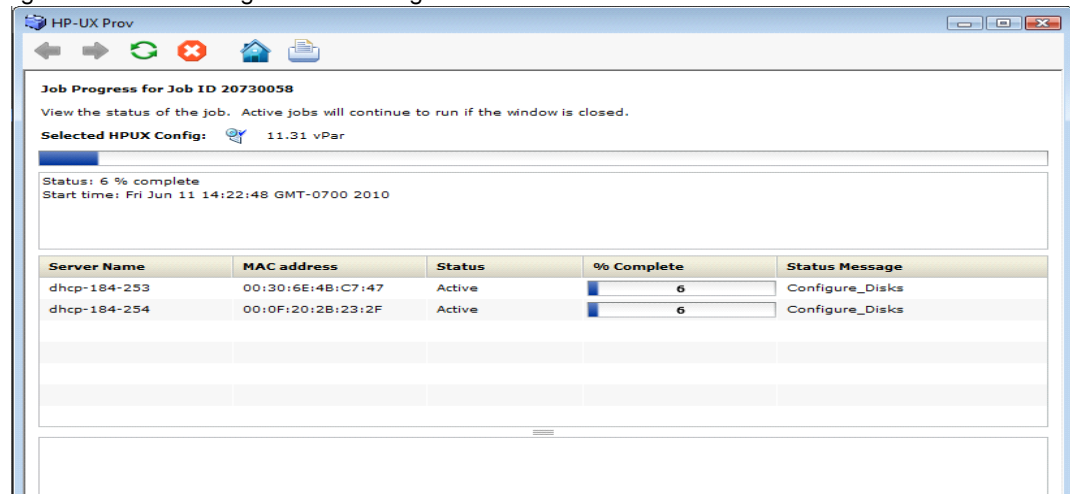 HP-UX Prov
Job Progress for Job ID 20730058
View the status of the job. Active jobs will continue to run if the window is closed.
Selected HPUX Config: 11.31 vPar
Status: 6 % complete
Start time: Fri Jun 11 14:22:48 GMT-0700 2010
Server Name MAC address Status % Complete Status Message
dhcp-184-253 00:30:6E:4B:C7:47 Active 6 Configure_Disks
dhcp-184-254 00:0F:20:2B:23:2F Active 6 Configure_Disks